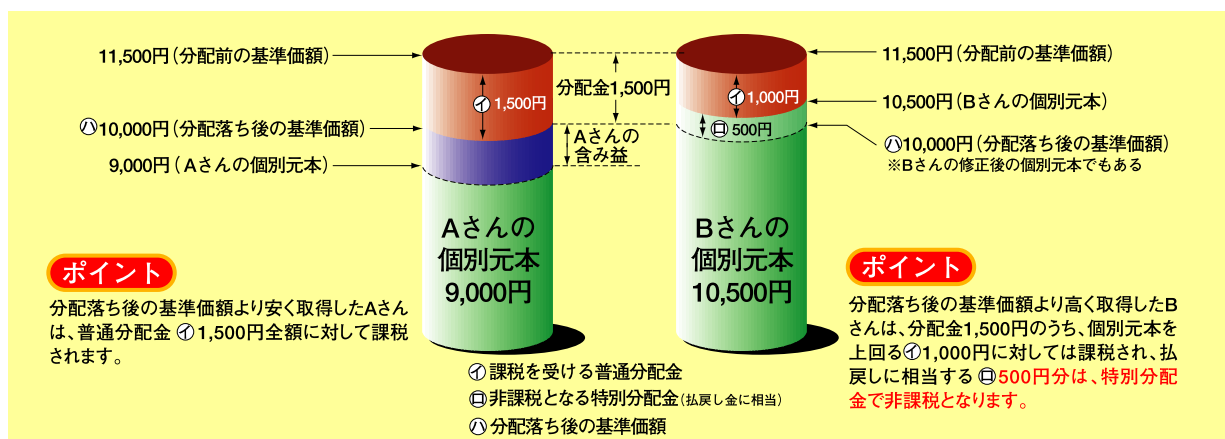 11,500円(分配前の基準価額)
㋑ 1,500円
㋩10,000円(分配落ち後の基準価額)
9,000円(Aさんの個別元本)
分配金1,500円
Aさんの
含み益
Aさんの
個別元本
9,000円
11,500円(分配前の基準価額)
㋑ 1,000円
10,500円(Bさんの個別元本)
㋺ 500円
㋩10,000円(分配落ち後の基準価額)
※Bさんの修正後の個別元本でもある
Bさんの
個別元本
10,500円
ポイント
分配落ち後の基準価額より安く取得したAさん
は、普通分配金 ㋑ 1,500円全額に対して課税
されます。
㋑ 課税を受ける普通分配金
㋺ 非課税となる特別分配金(払戻し金に相当)
㋩ 分配落ち後の基準価額
ポイント
分配落ち後の基準価額より高く取得したB
さんは、分配金1,500円のうち、個別元本を
上回る㋑1,000円に対しては課税され、払
戻しに相当する ㋺500円分は、特別分配
金で非課税となります。